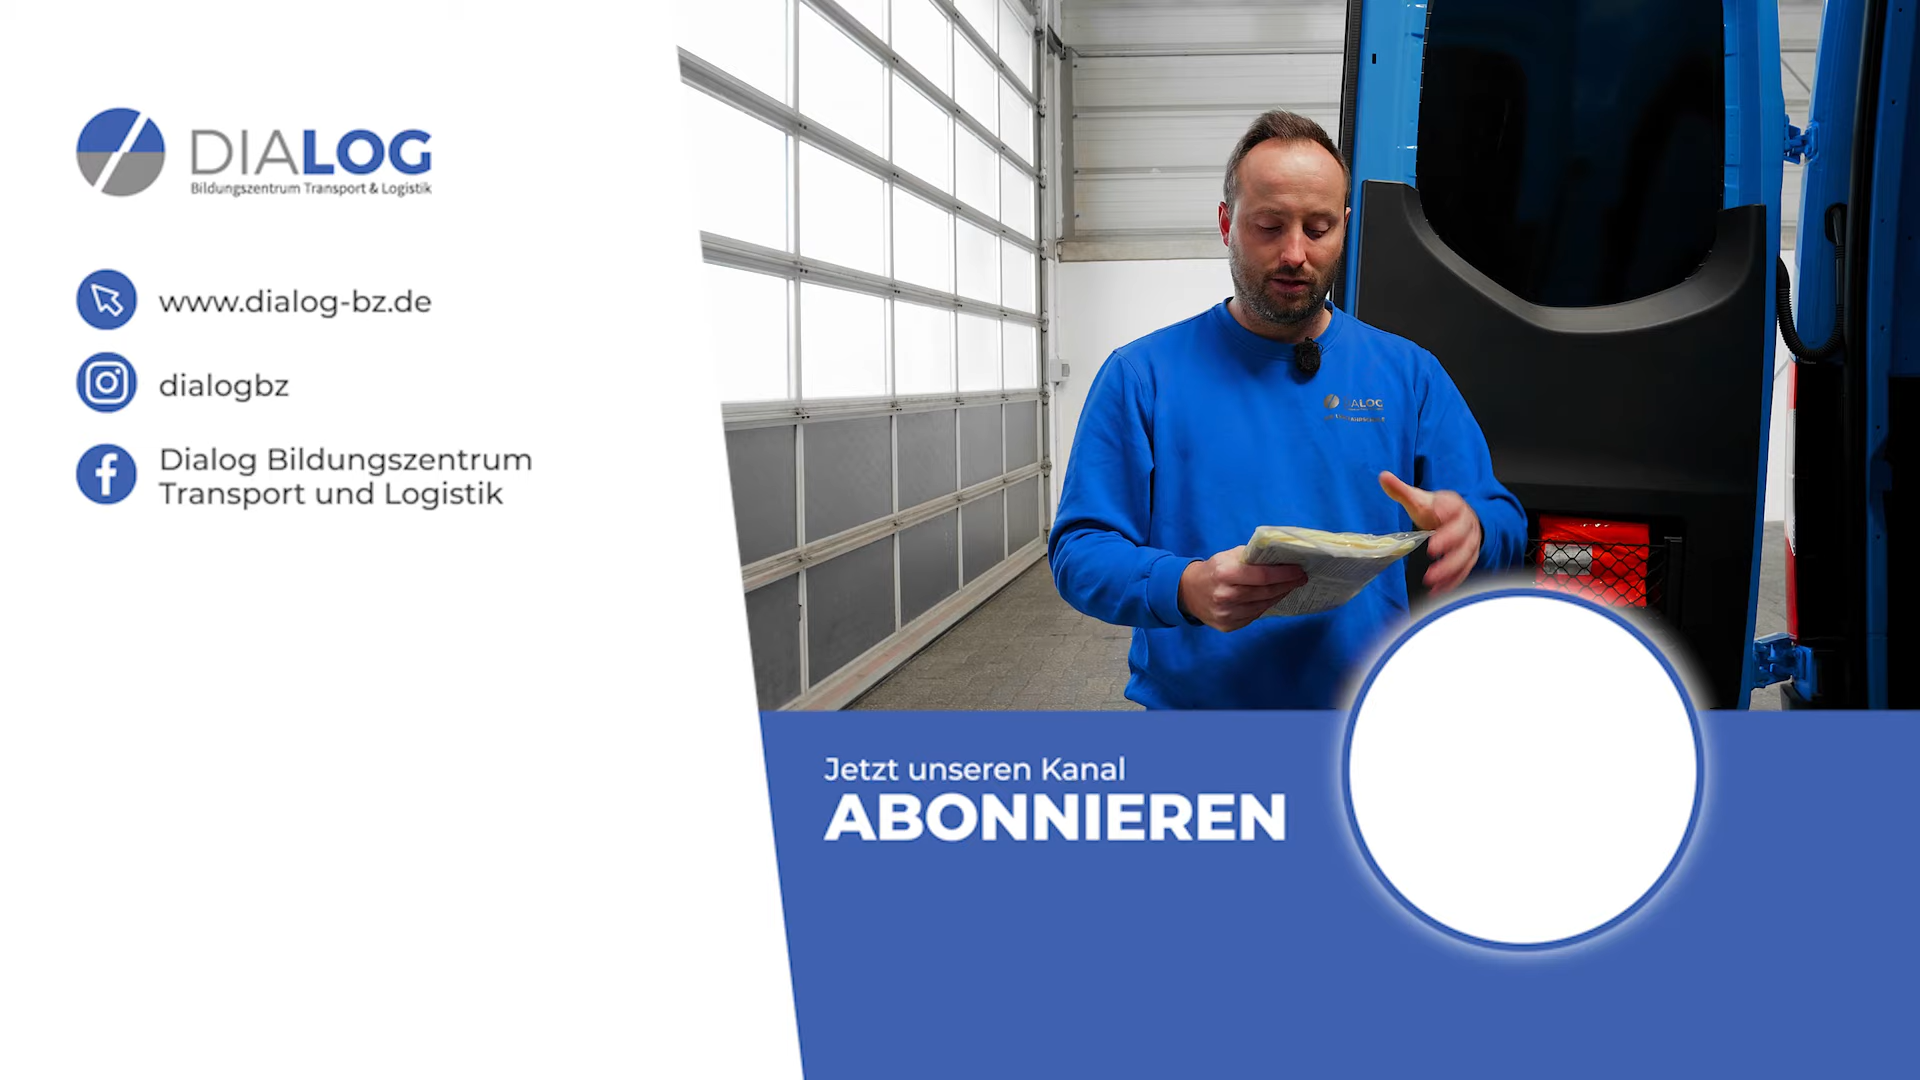 DIALOG
Bildungszentrum Transport & Logistik
www.dialog-bz.de
dialogbz
Dialog Bildungszentrum
Transport und Logistik
Jetzt unseren Kanal
ABONNIEREN